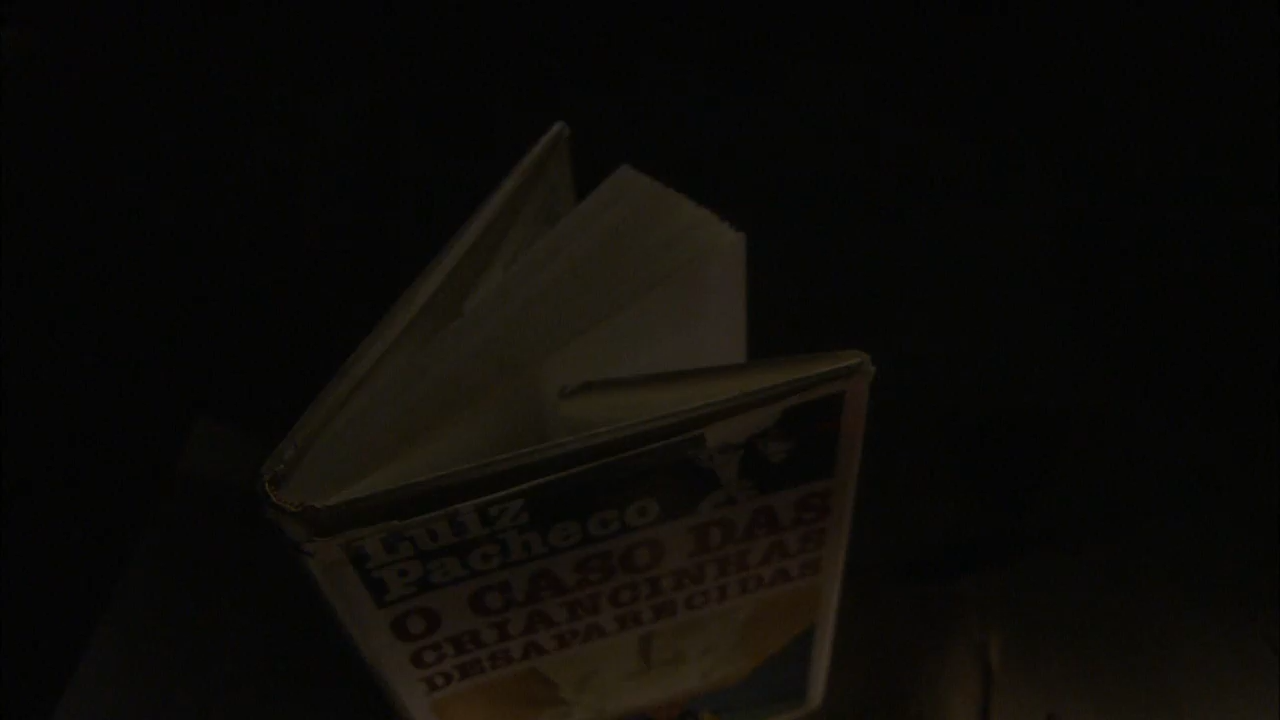 Luiz
Pacheco
O CASO DAS
CRIANCINHAS
DESAPARECIDAS